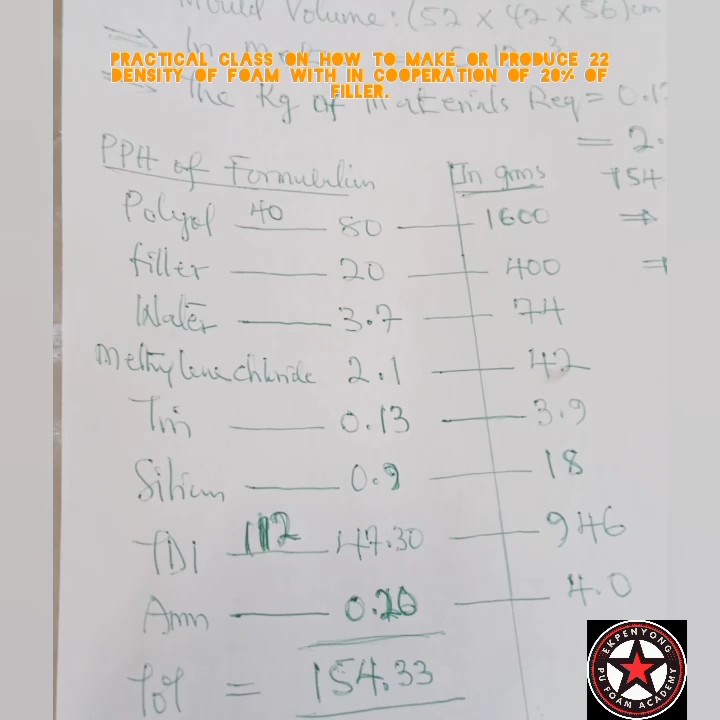 Mould Volume: (52 x 42 x 56) cm
PRACTICAL CLASS ON HOW TO MAKE OR PRODUCE 22
DENSITY OF FOAM WITH IN COOPERATION OF 20% OF
FILLER.
⇒ The Kg of Materials Req = 0.1
= 2.
PPH of Formulation In gms 154
Polyol 40 80 1600 ⇒
filler 20 400 ⇒
Water 3.7 74
Methylene chloride 2.1 42
Tin 0.13 3.9
Silicon 0.9 18
TDI 112 47.30 946
Amn 4.0
Tot = 154.33
EKPENYONG
PU FOAM ACADEMY